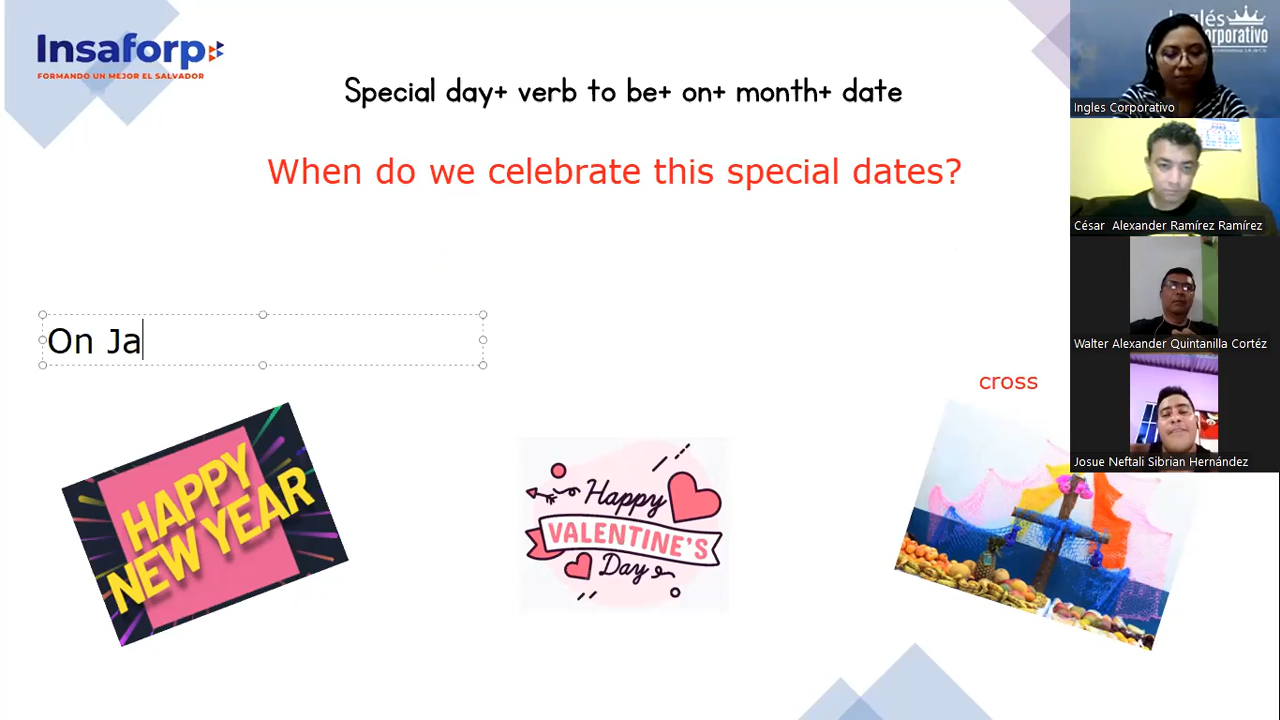 Insaforp
FORMANDO UN MEJOR EL SALVADOR
Special day+ verb to be+ on+ month+ date
When do we celebrate this special dates?
On Ja
cross
HAPPY
NEW YEAR
Happy
VALENTINE'S
Day
Inglés
orporativo
Ingles Corporativo
César Alexander Ramírez Ramírez
Walter Alexander Quintanilla Cortéz
Josue Neftali Sibrian Hernández